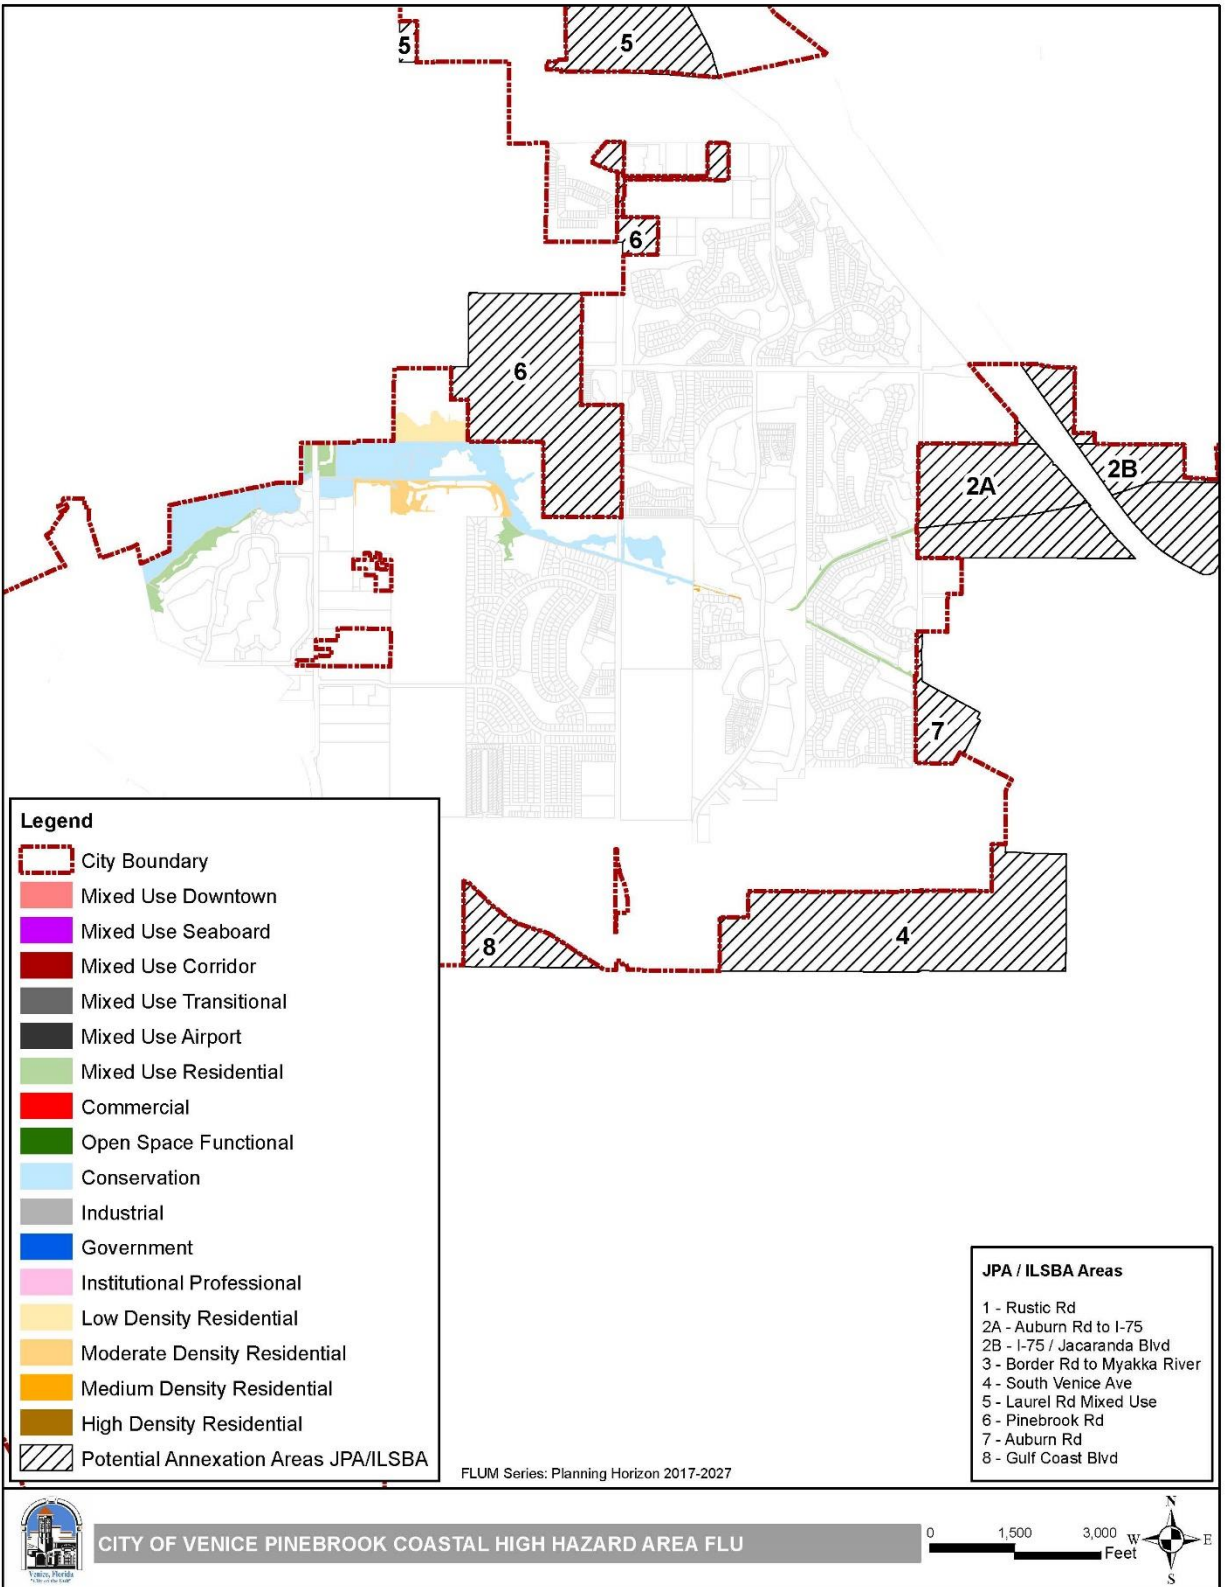 5
5
6
6
2A
2B
7
4
8
Legend
City Boundary
Mixed Use Downtown
Mixed Use Seaboard
Mixed Use Corridor
Mixed Use Transitional
Mixed Use Airport
Mixed Use Residential
Commercial
Open Space Functional
Conservation
Industrial
Government
Institutional Professional
Low Density Residential
Moderate Density Residential
Medium Density Residential
High Density Residential
Potential Annexation Areas JPA/ILSBA
FLUM Series: Planning Horizon 2017-2027
JPA / ILSBA Areas
1 - Rustic Rd
2A - Auburn Rd to I-75
2B - I-75 / Jacaranda Blvd
3 - Border Rd to Myakka River
4 - South Venice Ave
5 - Laurel Rd Mixed Use
6 - Pinebrook Rd
7 - Auburn Rd
8 - Gulf Coast Blvd
Venice, Florida
"City on the Gulf"
CITY OF VENICE PINEBROOK COASTAL HIGH HAZARD AREA FLU
0 1,500 3,000
Feet
N
W E
S